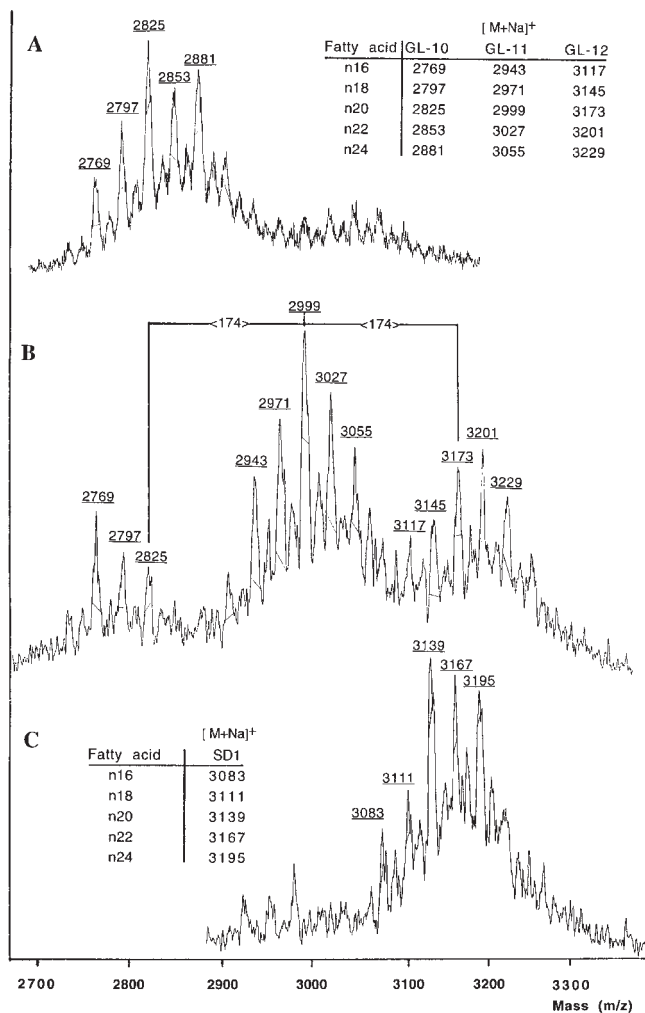 A
2769
2797
2825
2853
2881
[M+Na]+
Fatty acid GL-10 GL-11 GL-12
n16 2769 2943 3117
n18 2797 2971 3145
n20 2825 2999 3173
n22 2853 3027 3201
n24 2881 3055 3229
B
2999
<174> <174>
2769
2797
2825
2943
2971
3027
3055
3117
3145
3173
3201
3229
C
[M+Na]+
Fatty acid SD1
n16 3083
n18 3111
n20 3139
n22 3167
n24 3195
3083
3111
3139
3167
3195
2700 2800 2900 3000 3100 3200 3300
Mass (m/z)